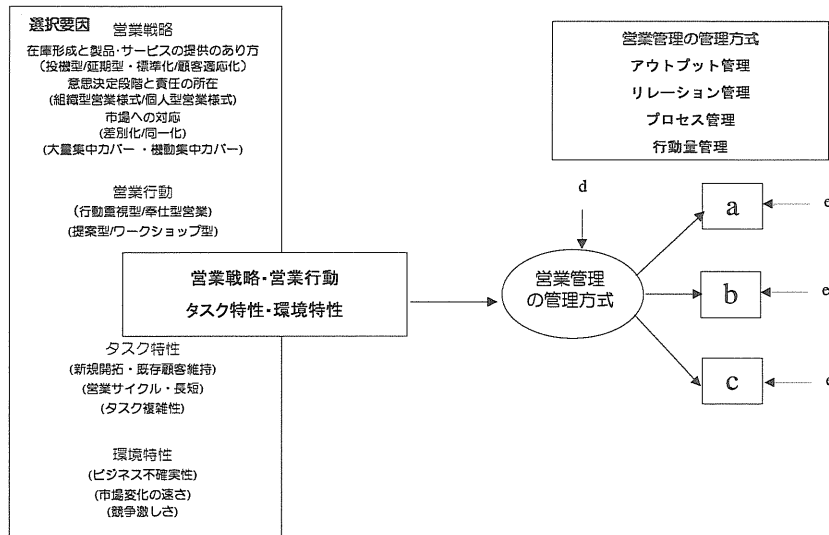 選択要因
営業戦略
在庫形成と製品・サービスの提供のあり方
(投機型/延期型・標準化/顧客適応化)
意思決定段階と責任の所在
(組織型営業様式/個人型営業様式)
市場への対応
(差別化/同一化)
(大量集中カバー・機動集中カバー)
営業行動
(行動重視型/奉仕型営業)
(提案型/ワークショップ型)
営業戦略・営業行動
タスク特性・環境特性
タスク特性
(新規開拓・既存顧客維持)
(営業サイクル・長短)
(タスク複雑性)
環境特性
(ビジネス不確実性)
(市場変化の速さ)
(競争激しさ)
営業管理の管理方式
アウトプット管理
リレーション管理
プロセス管理
行動量管理
d
営業管理
の管理方式
a
e
b
e
c
e